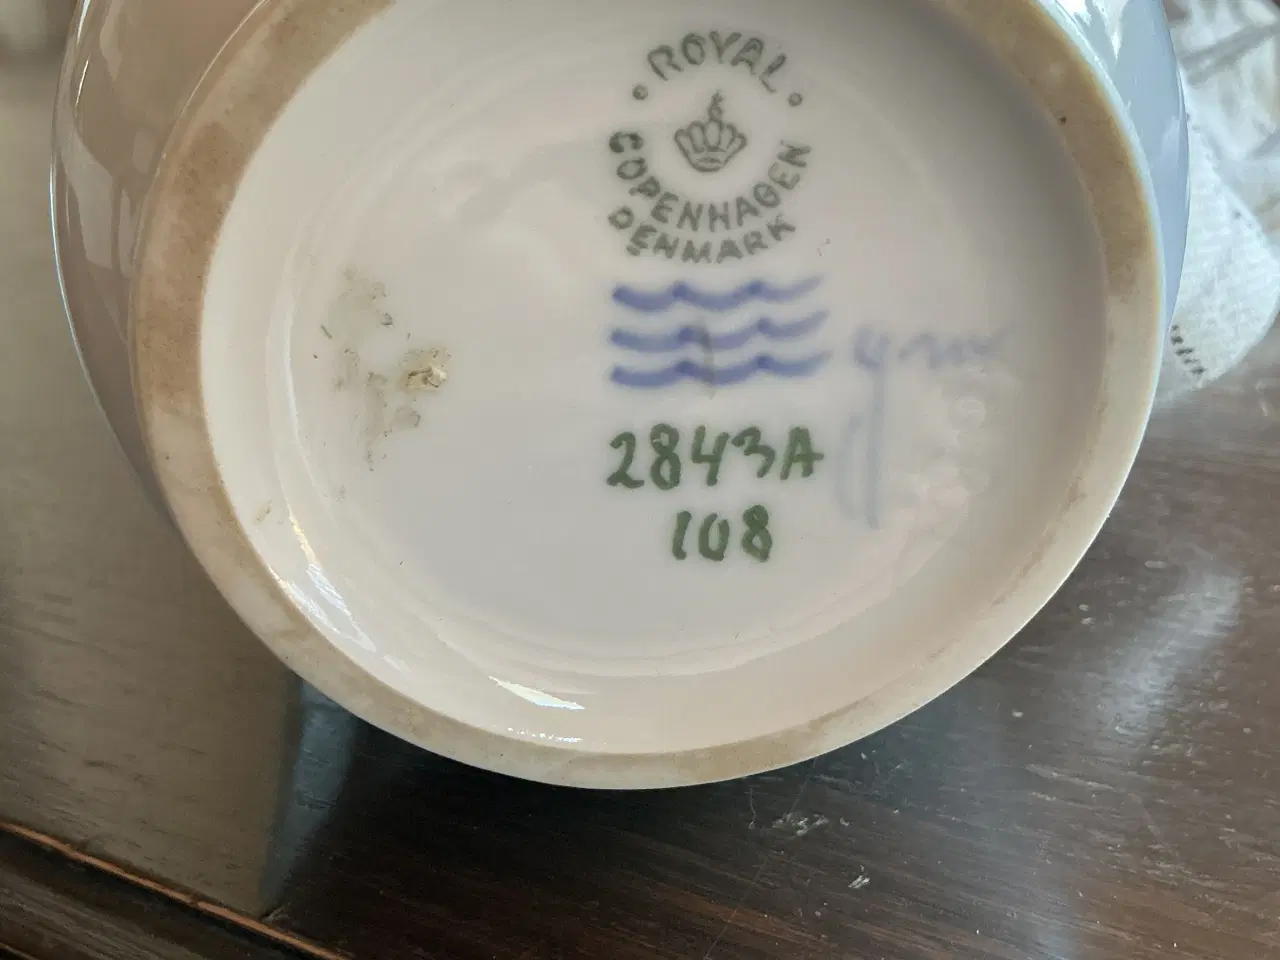 ROYAL
COPENHAGEN
DENMARK
2843A
108